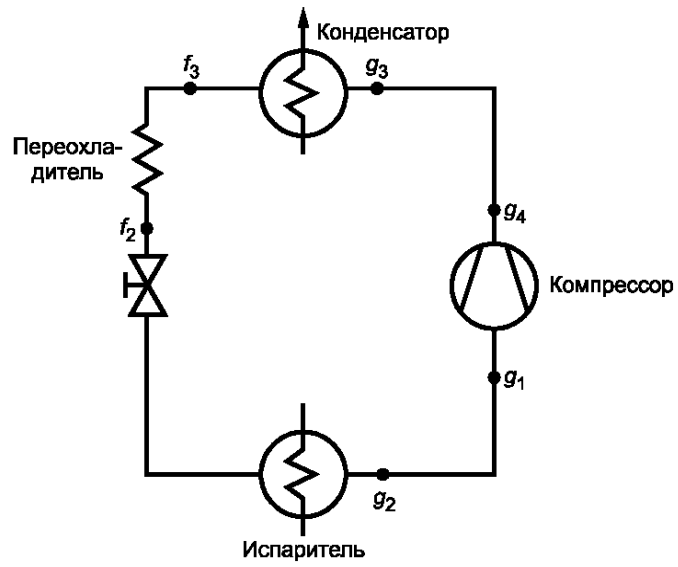 Конденсатор
f3
g3
Переохла-
дитель
f2
g4
Компрессор
g1
g2
Испаритель